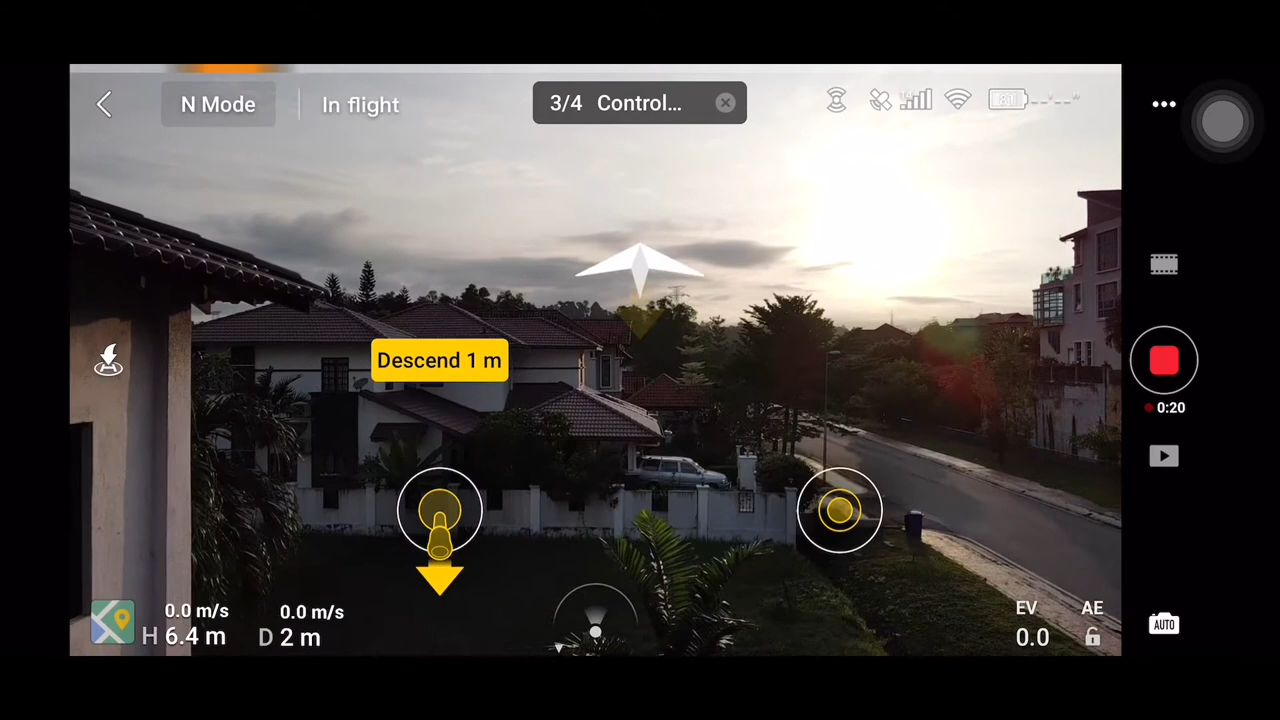 N Mode
In flight
3/4 Control...
81
Descend 1 m
0:20
0.0 m/s
0.0 m/s
H 6.4 m
D 2 m
EV
AE
0.0
AUTO